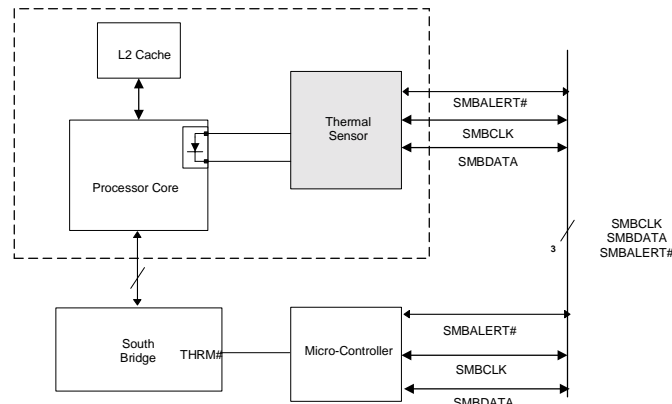 L2 Cache
Thermal
Sensor
SMBALERT#
SMBCLK
SMBDATA
Processor Core
3
SMBCLK
SMBDATA
SMBALERT#
South
Bridge
THRM#
Micro-Controller
SMBALERT#
SMBCLK
SMBDATA